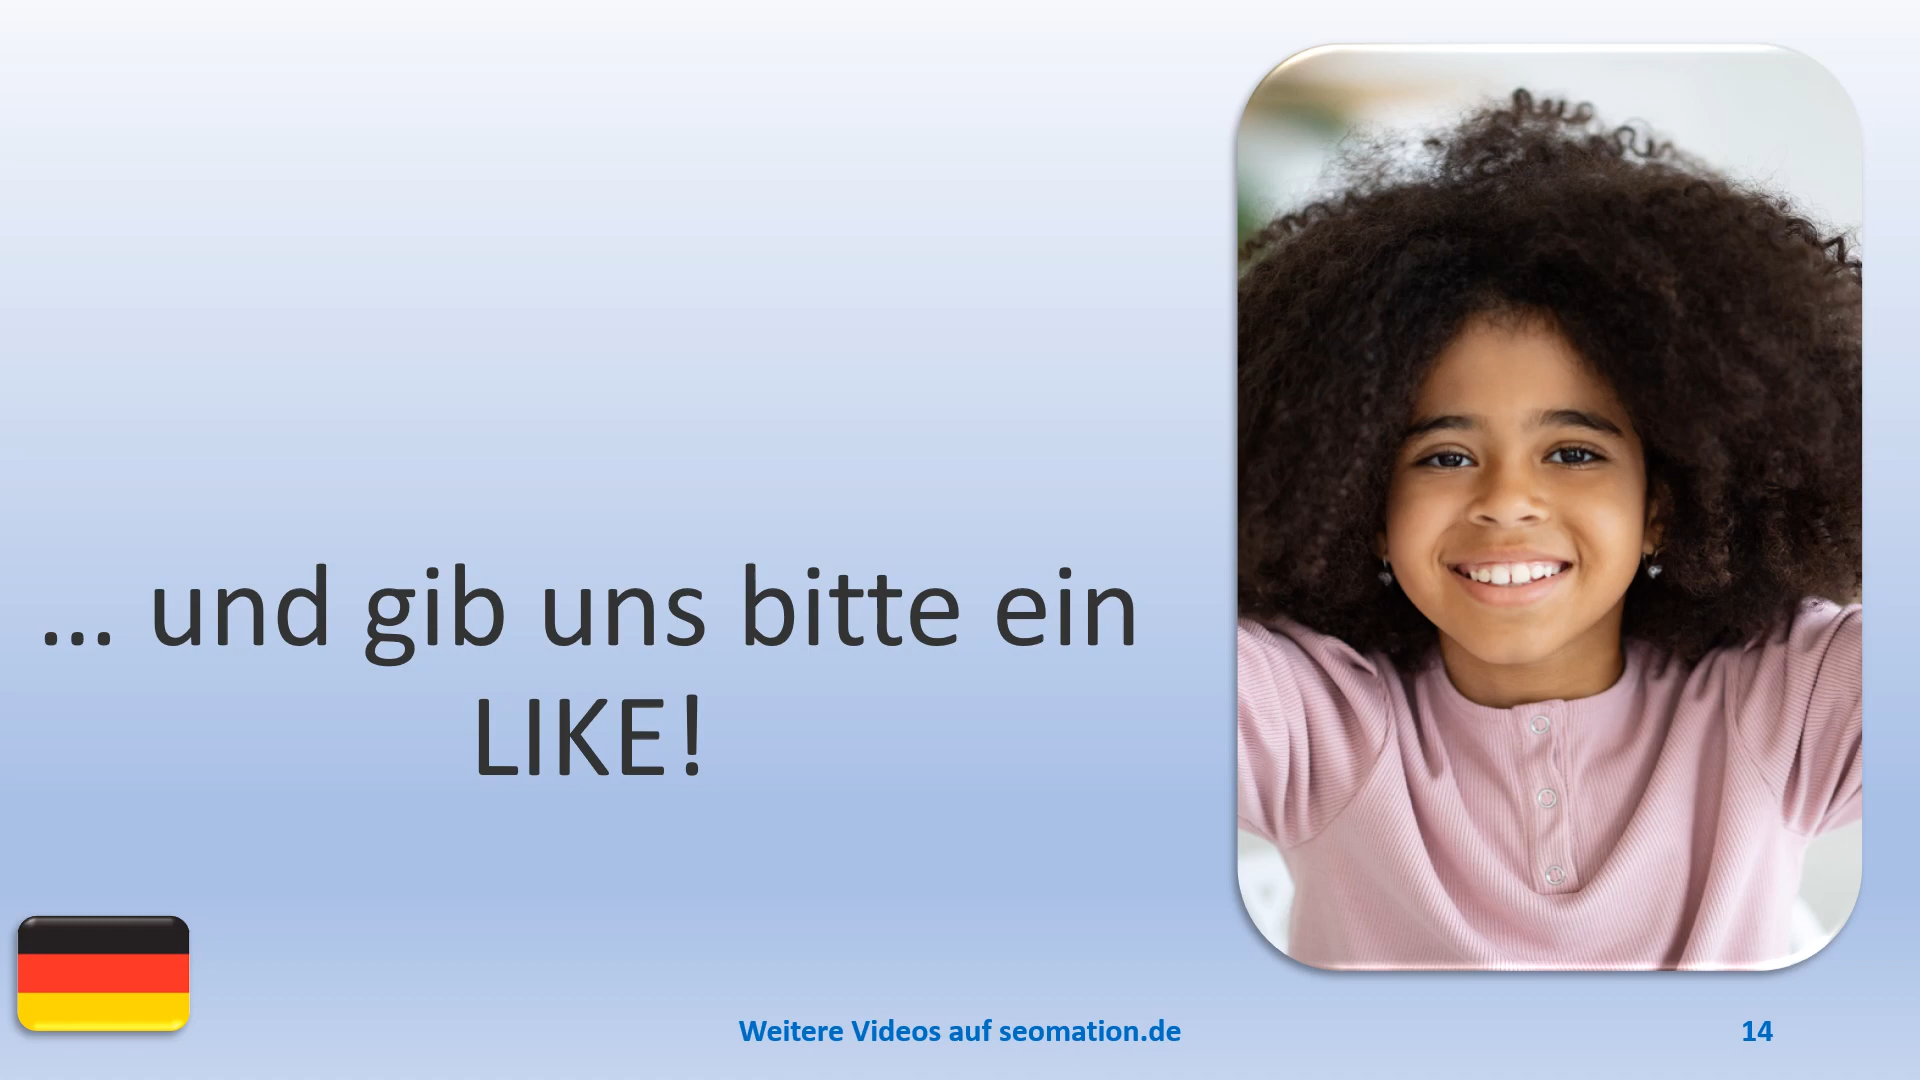 ... und gib uns bitte ein
LIKE!
Weitere Videos auf seomation.de
14